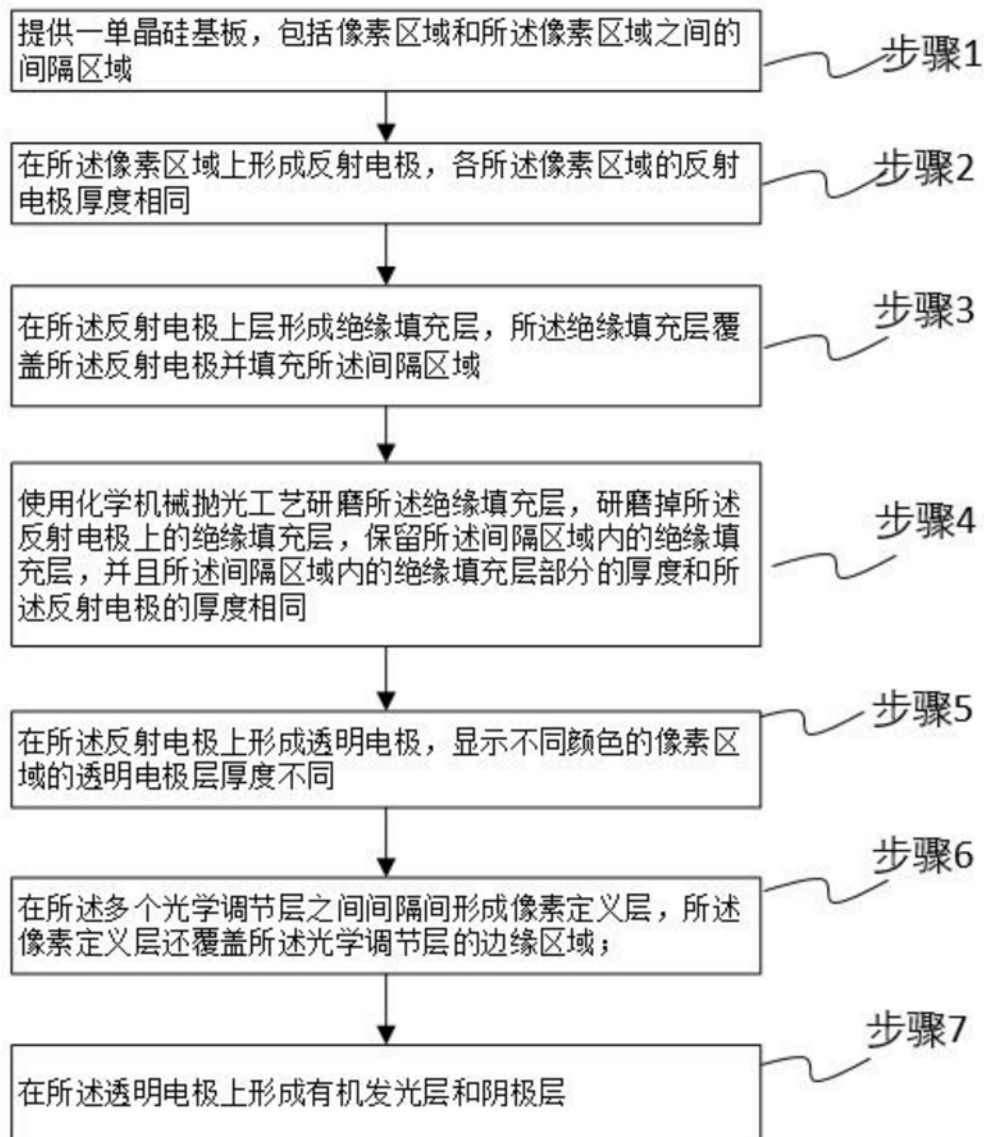 提供一单晶硅基板，包括像素区域和所述像素区域之间的
间隔区域
步骤1
在所述像素区域上形成反射电极，各所述像素区域的反射
电极厚度相同
步骤2
在所述反射电极上层形成绝缘填充层，所述绝缘填充层覆
盖所述反射电极并填充所述间隔区域
步骤3
使用化学机械抛光工艺研磨所述绝缘填充层，研磨掉所述
反射电极上的绝缘填充层，保留所述间隔区域内的绝缘填
充层，并且所述间隔区域内的绝缘填充层部分的厚度和所
述反射电极的厚度相同
步骤4
在所述反射电极上形成透明电极，显示不同颜色的像素区
域的透明电极层厚度不同
步骤5
在所述多个光学调节层之间间隔间形成像素定义层，所述
像素定义层还覆盖所述光学调节层的边缘区域；
步骤6
在所述透明电极上形成有机发光层和阴极层
步骤7